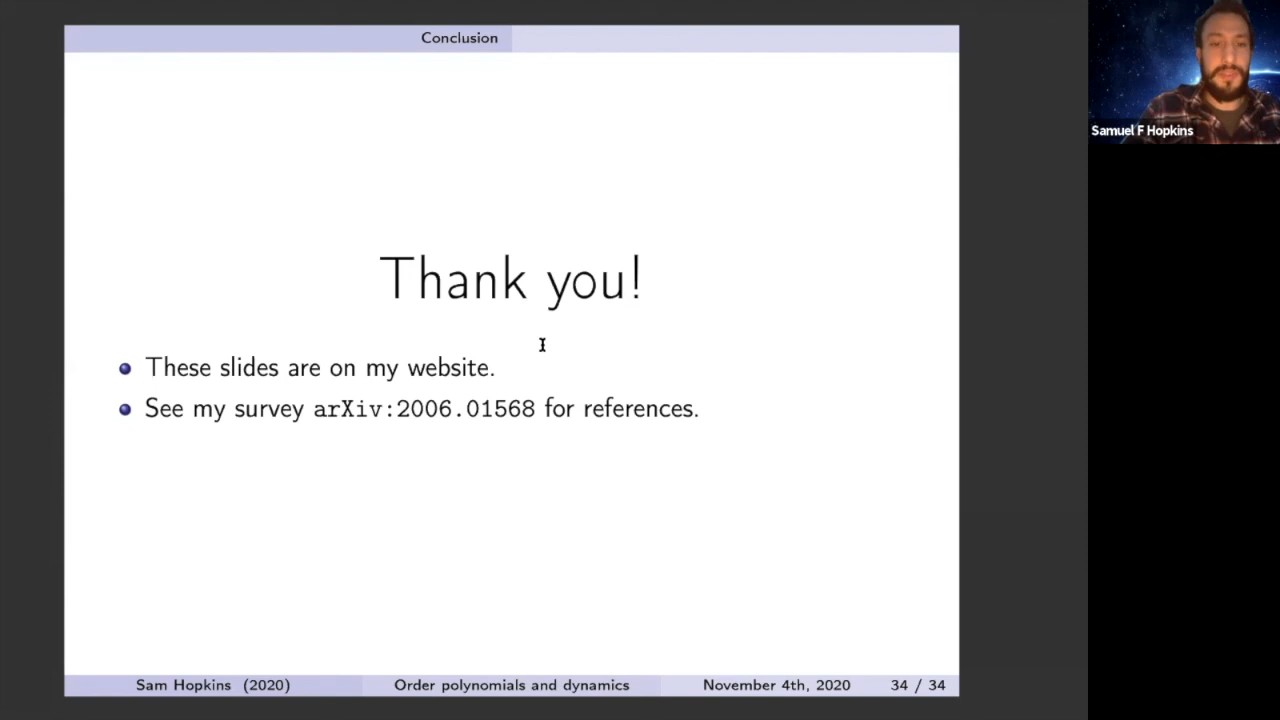 Conclusion
Samuel F Hopkins
Thank you!
These slides are on my website.
See my survey arXiv:2006.01568 for references.
Sam Hopkins (2020) Order polynomials and dynamics November 4th, 2020 34 / 34